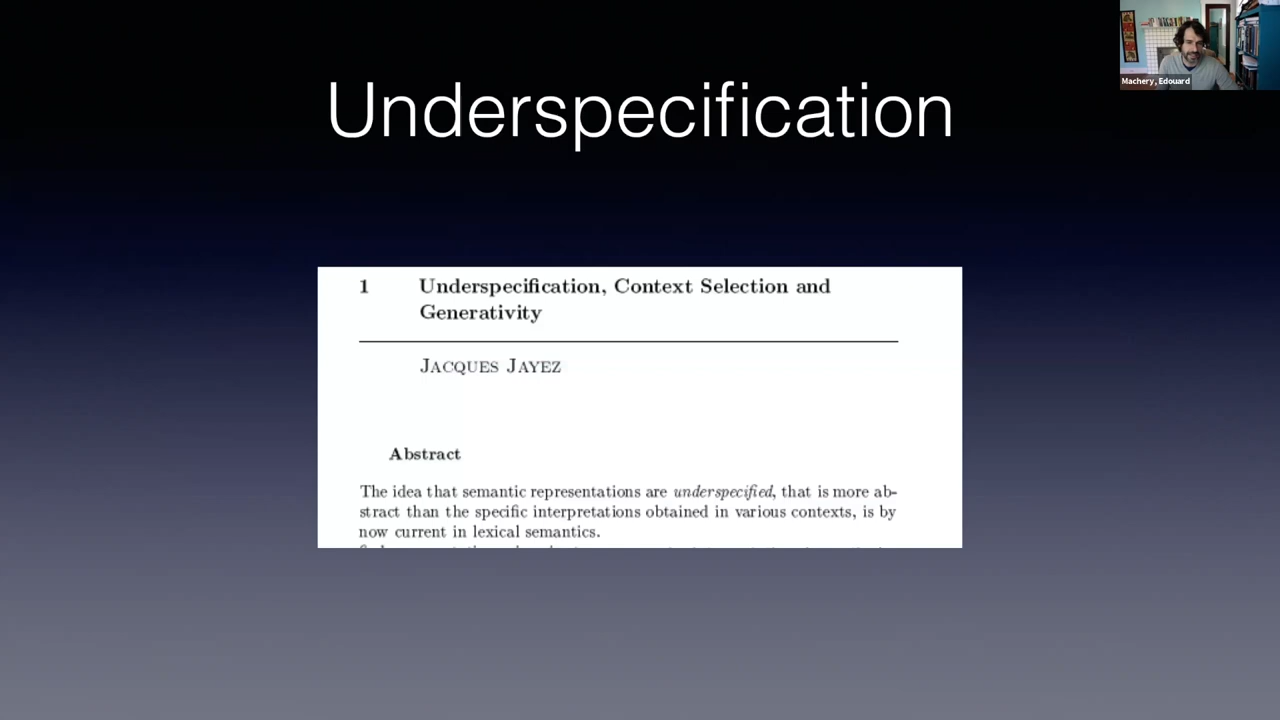 Underspecification
Machery, Edouard
1 Underspecification, Context Selection and
Generativity
JACQUES JAYEZ
Abstract
The idea that semantic representations are underspecified, that is more ab-
stract than the specific interpretations obtained in various contexts, is by
now current in lexical semantics.